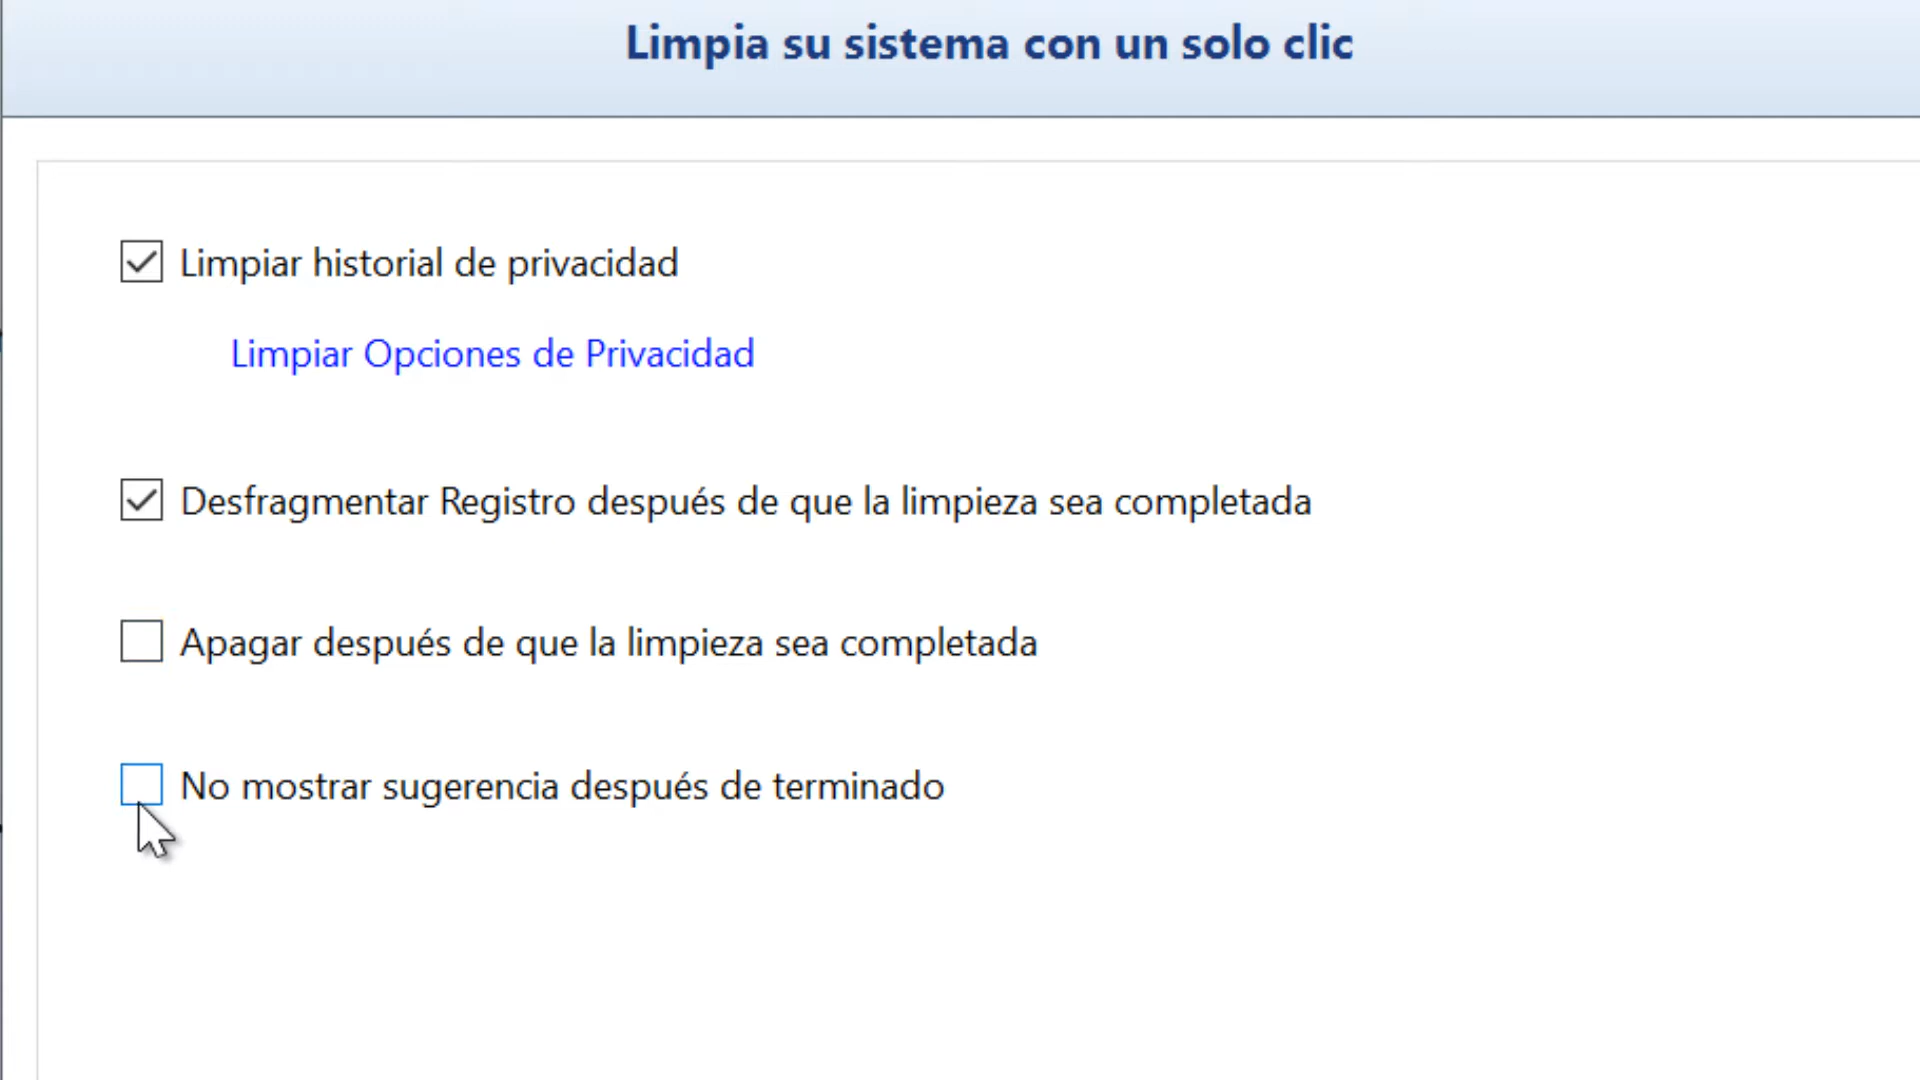 Limpia su sistema con un solo clic
Limpiar historial de privacidad
Limpiar Opciones de Privacidad
Desfragmentar Registro después de que la limpieza sea completada
Apagar después de que la limpieza sea completada
No mostrar sugerencia después de terminado